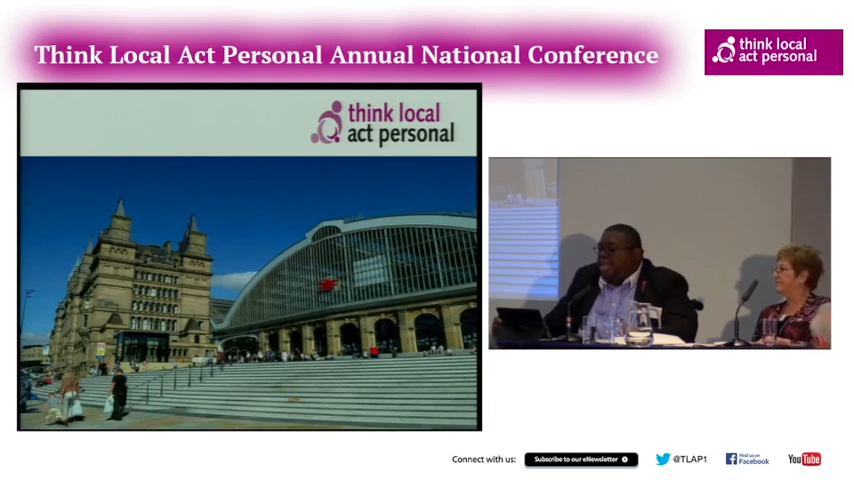 Think Local Act Personal Annual National Conference
think local
act personal
think local
act personal
Connect with us:
Subscribe to our eNewsletter
@TLAP1
Find us on
Facebook
YouTube